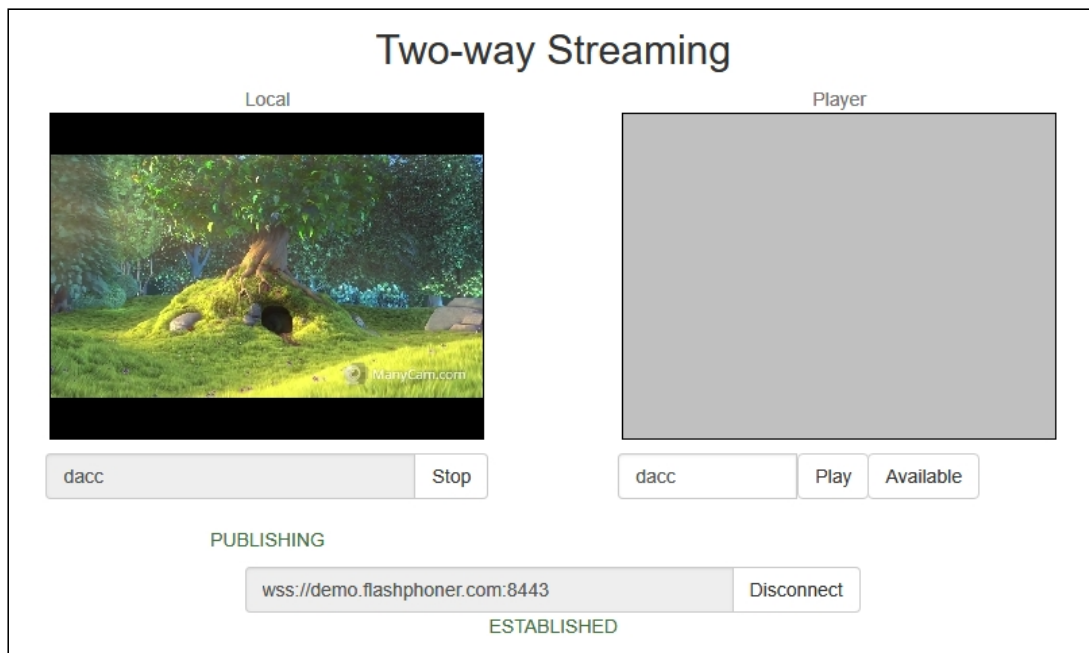 Two-way Streaming
Local
Player
ManyCam.com
dacc
Stop
dacc
Play
Available
PUBLISHING
wss://demo.flashphoner.com:8443
Disconnect
ESTABLISHED